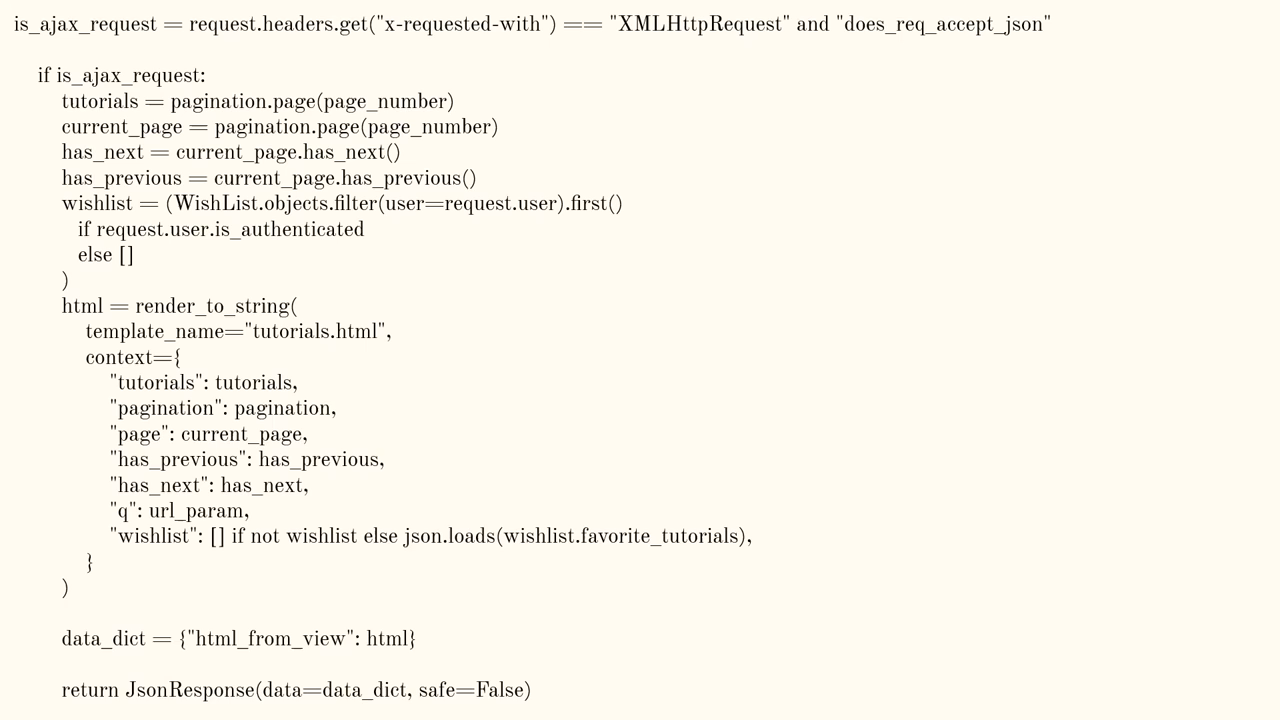 is_ajax_request = request.headers.get("x-requested-with") == "XMLHttpRequest" and "does_req_accept_json"
if is_ajax_request:
tutorials = pagination.page(page_number)
current_page = pagination.page(page_number)
has_next = current_page.has_next()
has_previous = current_page.has_previous()
wishlist = (WishList.objects.filter(user=request.user).first()
if request.user.is_authenticated
else []
)
html = render_to_string(
template_name="tutorials.html",
context={
"tutorials": tutorials,
"pagination": pagination,
"page": current_page,
"has_previous": has_previous,
"has_next": has_next,
"q": url_param,
"wishlist": [] if not wishlist else json.loads(wishlist.favorite_tutorials),
}
)
data_dict = {"html_from_view": html}
return JsonResponse(data=data_dict, safe=False)